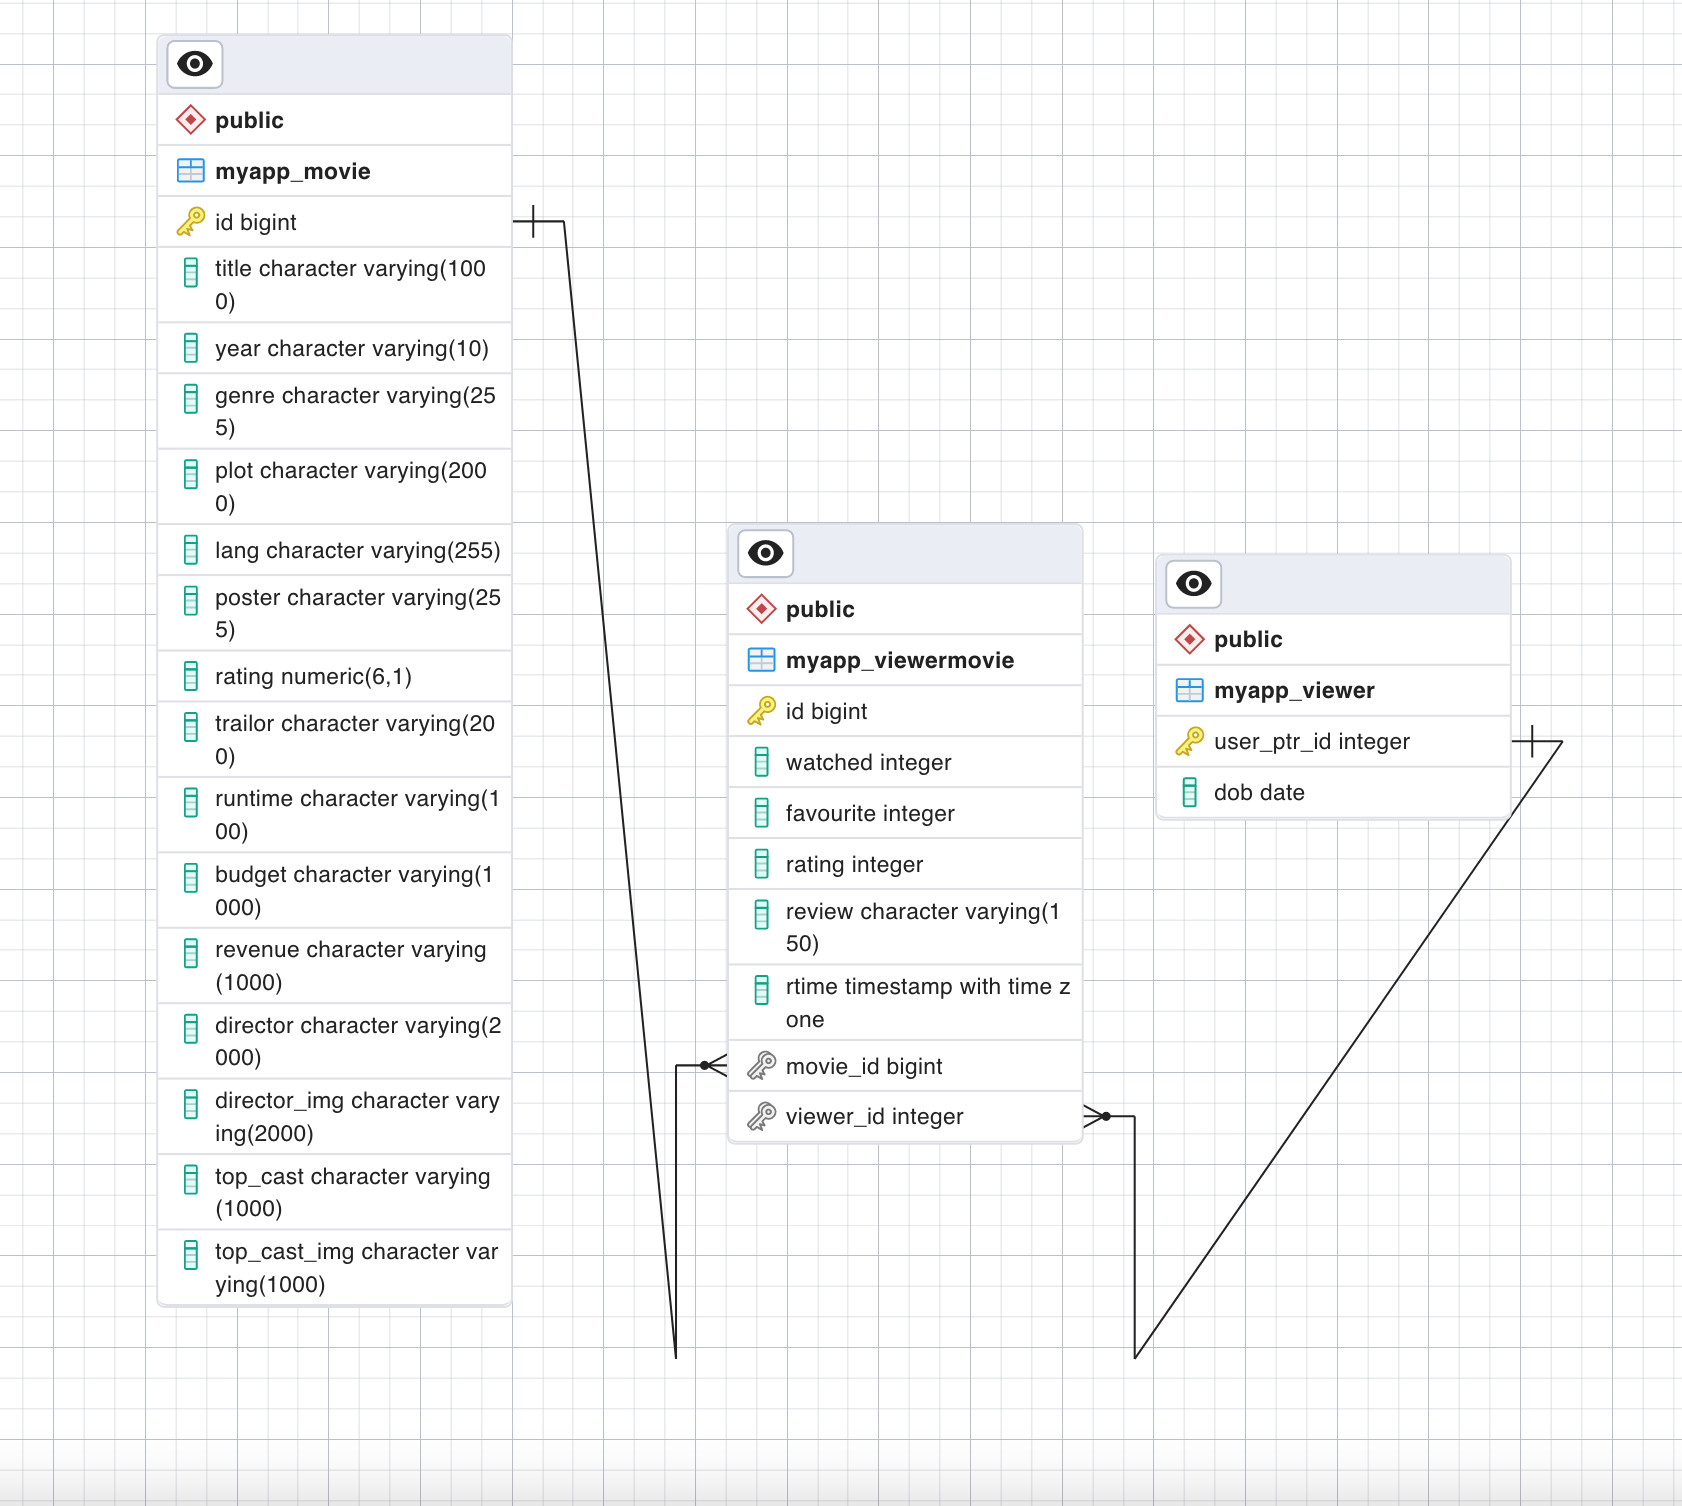 public
myapp_movie
id bigint
title character varying(100
0)
year character varying(10)
genre character varying(25
5)
plot character varying(200
0)
lang character varying(255)
poster character varying(25
5)
rating numeric(6,1)
trailor character varying(20
0)
runtime character varying(1
00)
budget character varying(1
000)
revenue character varying
(1000)
director character varying(2
000)
director_img character vary
ing(2000)
top_cast character varying
(1000)
top_cast_img character var
ying(1000)
public
myapp_viewermovie
id bigint
watched integer
favourite integer
rating integer
review character varying(1
50)
rtime timestamp with time z
one
movie_id bigint
viewer_id integer
public
myapp_viewer
user_ptr_id integer
dob date